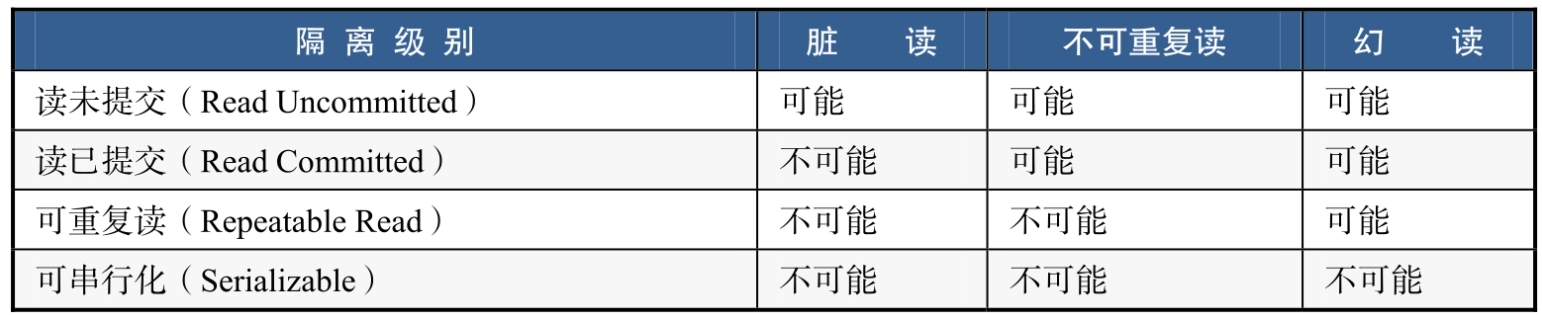 隔离级别 脏读 不可重复读 幻读
读未提交（Read Uncommitted） 可能 可能 可能
读已提交（Read Committed） 不可能 可能 可能
可重复读（Repeatable Read） 不可能 不可能 可能
可串行化（Serializable） 不可能 不可能 不可能